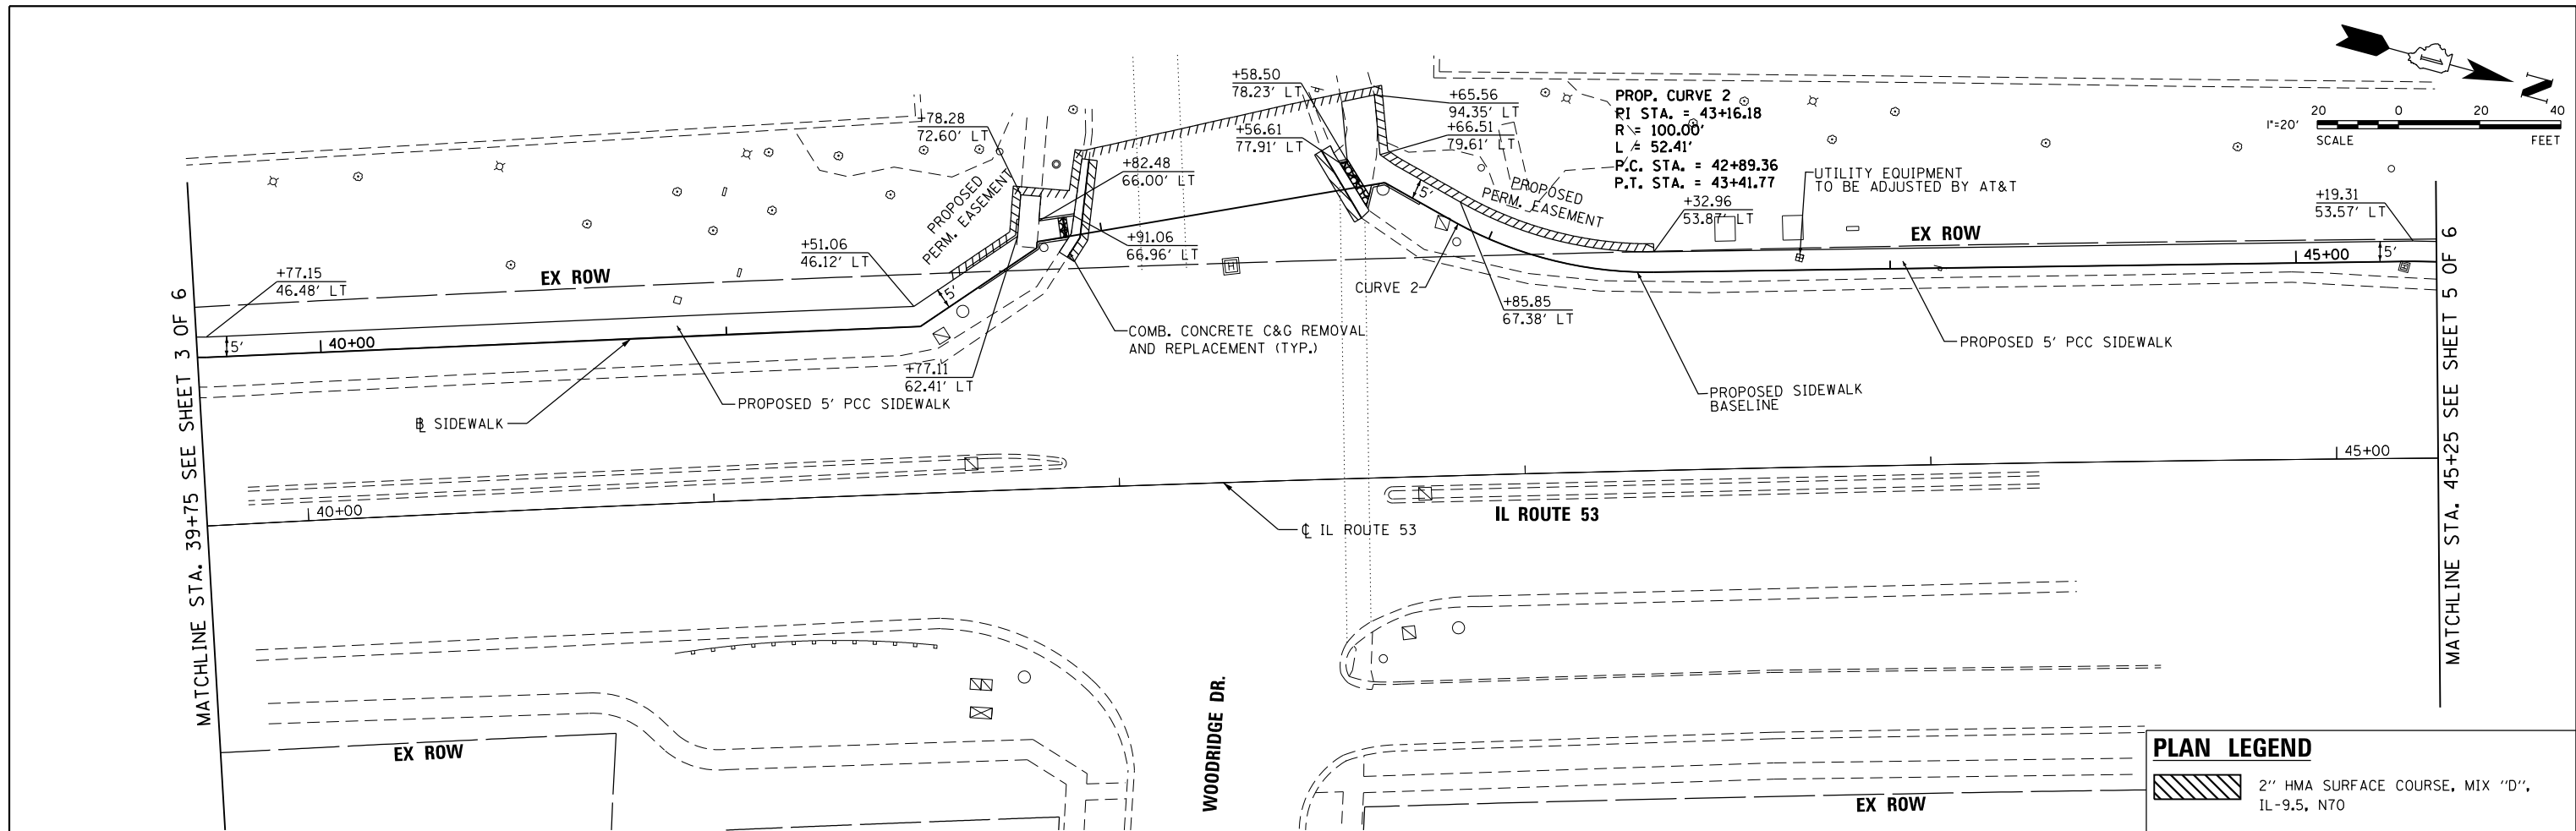 +58.50
78.23' LT
+56.61
77.91' LT
+65.56
94.35' LT
+66.51
79.61' LT
PROP. CURVE 2
PI STA. = 43+16.18
R = 100.00'
L = 52.41'
P.C. STA. = 42+89.36
P.T. STA. = 43+41.77
N
20 0 20 40
1"=20'
SCALE FEET
+78.28
72.60' LT
+82.48
66.00' LT
PROPOSED
PERM. EASEMENT
PROPOSED
PERM. EASEMENT
UTILITY EQUIPMENT
TO BE ADJUSTED BY AT&T
+32.96
53.87' LT
+19.31
53.57' LT
+51.06
46.12' LT
+91.06
66.96' LT
EX ROW
EX ROW
+77.15
46.48' LT
5'
5'
5'
5'
40+00
45+00
CURVE 2
+85.85
67.38' LT
H
COMB. CONCRETE C&G REMOVAL
AND REPLACEMENT (TYP.)
PROPOSED 5' PCC SIDEWALK
+77.11
62.41' LT
PROPOSED 5' PCC SIDEWALK
PROPOSED SIDEWALK
BASELINE
B SIDEWALK
MATCHLINE STA. 39+75 SEE SHEET 3 OF 6
MATCHLINE STA. 45+25 SEE SHEET 5 OF 6
40+00
45+00
IL ROUTE 53
℄ IL ROUTE 53
WOODRIDGE DR.
EX ROW
EX ROW
PLAN LEGEND
2" HMA SURFACE COURSE, MIX "D",
IL-9.5, N70